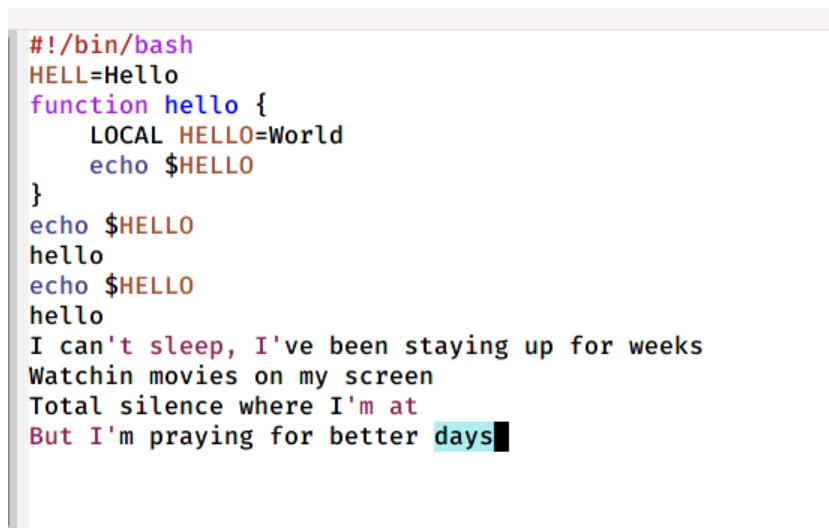 #!/bin/bash
HELL=Hello
function hello {
    LOCAL HELLO=World
    echo $HELLO
}
echo $HELLO
hello
echo $HELLO
hello
I can't sleep, I've been staying up for weeks
Watchin movies on my screen
Total silence where I'm at
But I'm praying for better days